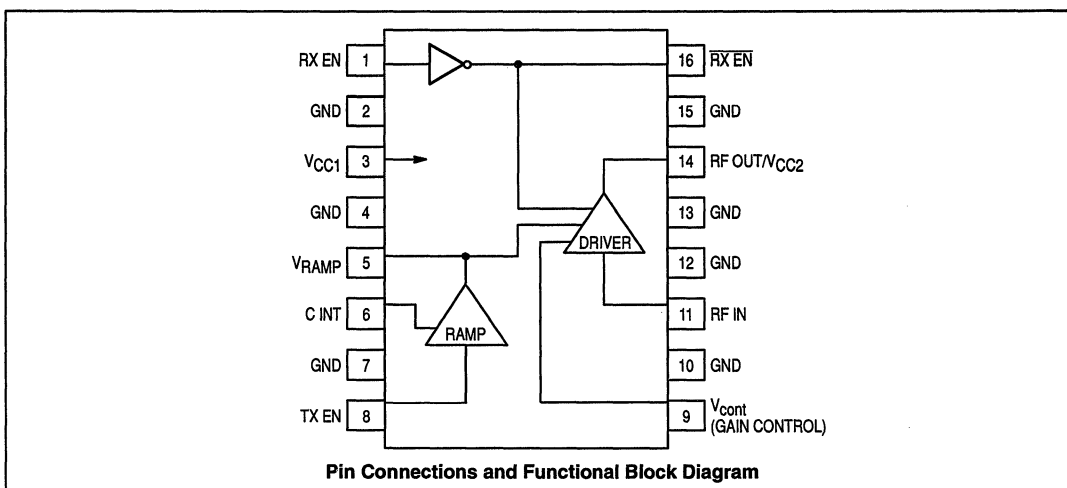 RX EN 1
GND 2
VCC1 3
GND 4
VRAMP 5
C INT 6
GND 7
TX EN 8
RAMP
DRIVER
16 RX EN
15 GND
14 RF OUT/VCC2
13 GND
12 GND
11 RF IN
10 GND
9 Vcont
(GAIN CONTROL)
Pin Connections and Functional Block Diagram